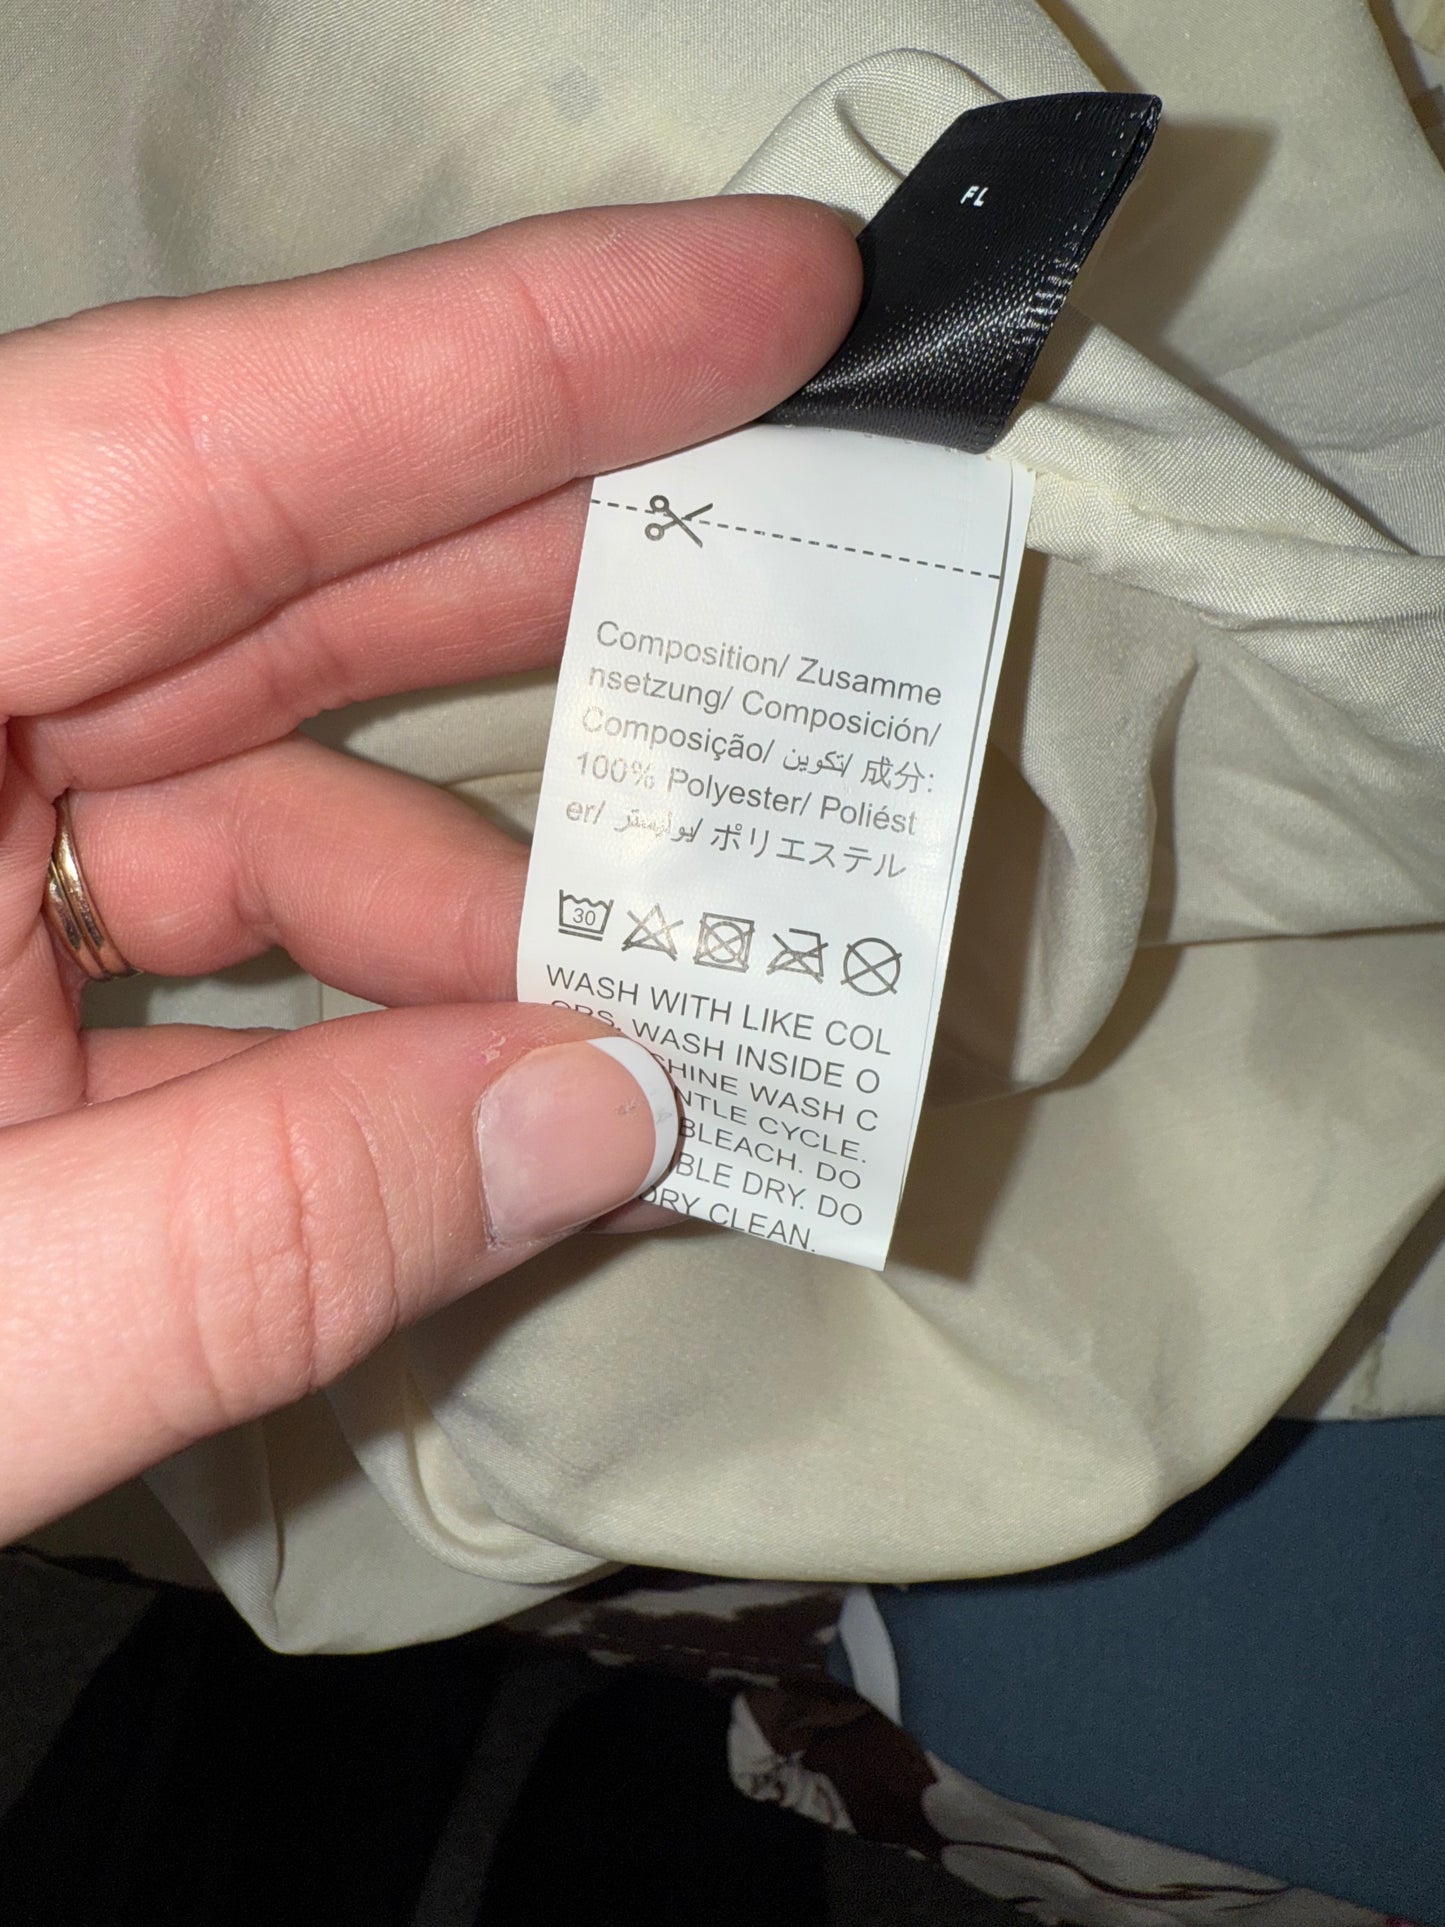 FL
Composition/ Zusamme
nsetzung/ Composición/
Composição/ تكوين/ 成分:
100% Polyester/ Poliést
er/ بوليستر/ ポリエステル
30
WASH WITH LIKE COL
ORS. WASH INSIDE O
HINE WASH C
NTLE CYCLE.
BLEACH. DO
BLE DRY. DO
DRY CLEAN.